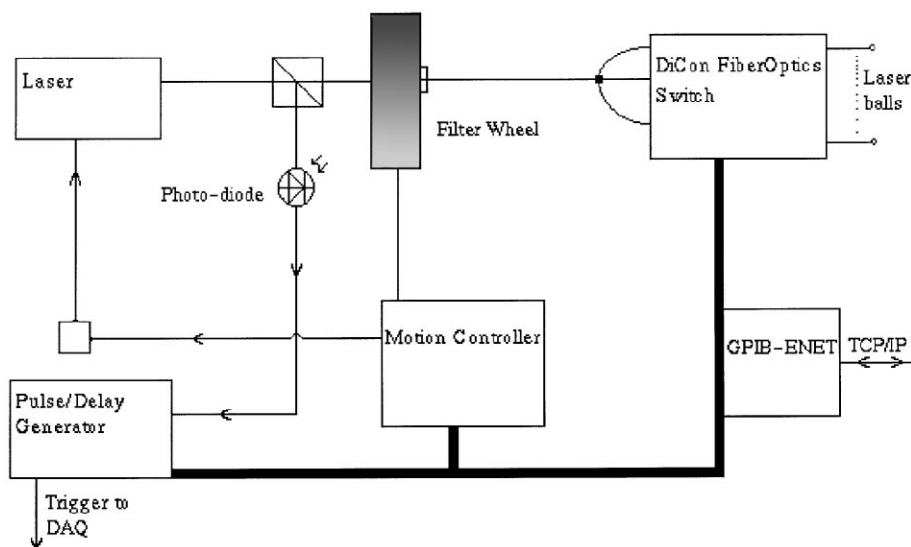 Laser
DiCon FiberOptics
Switch
Laser
balls
Filter Wheel
Photo-diode
Motion Controller
GPIB-ENET
TCP/IP
Pulse/Delay
Generator
Trigger to
DAQ